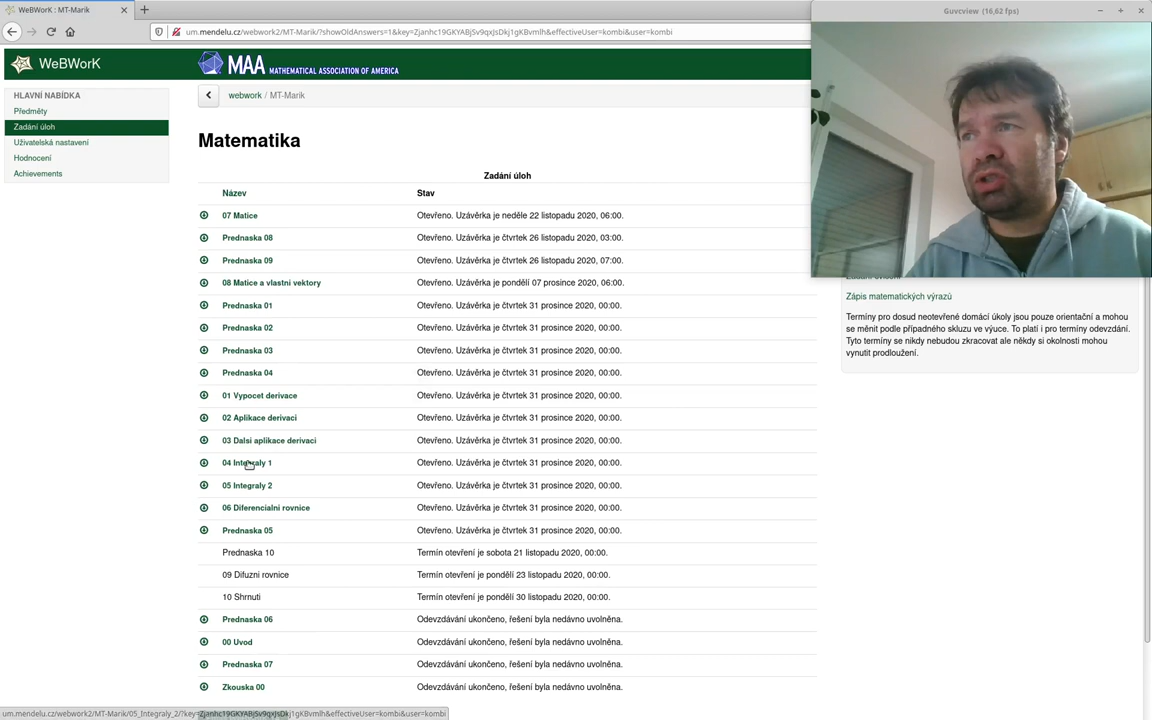 WeBWorK : MT-Marik
Guvcview (16,62 fps)
um.mendelu.cz/webwork2/MT-Marik/?showOldAnswers=1&key=Zjanhc19GKYABjSv9qxjsDkj1gKBvmlh&effectiveUser=kombi&user=kombi
WeBWorK
MAA MATHEMATICAL ASSOCIATION OF AMERICA
HLAVNÍ NABÍDKA
Předměty
Zadání úloh
Uživatelská nastavení
Hodnocení
Achievements
webwork / MT-Marik
Matematika
Zadání úloh
Název Stav
07 Matice Otevřeno. Uzávěrka je neděle 22 listopadu 2020, 06:00.
Prednaska 08 Otevřeno. Uzávěrka je čtvrtek 26 listopadu 2020, 03:00.
Prednaska 09 Otevřeno. Uzávěrka je čtvrtek 26 listopadu 2020, 07:00.
08 Matice a vlastní vektory Otevřeno. Uzávěrka je pondělí 07 prosince 2020, 06:00.
Prednaska 01 Otevřeno. Uzávěrka je čtvrtek 31 prosince 2020, 00:00.
Prednaska 02 Otevřeno. Uzávěrka je čtvrtek 31 prosince 2020, 00:00.
Prednaska 03 Otevřeno. Uzávěrka je čtvrtek 31 prosince 2020, 00:00.
Prednaska 04 Otevřeno. Uzávěrka je čtvrtek 31 prosince 2020, 00:00.
01 Vypocet derivace Otevřeno. Uzávěrka je čtvrtek 31 prosince 2020, 00:00.
02 Aplikace derivaci Otevřeno. Uzávěrka je čtvrtek 31 prosince 2020, 00:00.
03 Dalsi aplikace derivaci Otevřeno. Uzávěrka je čtvrtek 31 prosince 2020, 00:00.
04 Integraly 1 Otevřeno. Uzávěrka je čtvrtek 31 prosince 2020, 00:00.
05 Integraly 2 Otevřeno. Uzávěrka je čtvrtek 31 prosince 2020, 00:00.
06 Diferencialni rovnice Otevřeno. Uzávěrka je čtvrtek 31 prosince 2020, 00:00.
Prednaska 05 Otevřeno. Uzávěrka je čtvrtek 31 prosince 2020, 00:00.
Prednaska 10 Termín otevření je sobota 21 listopadu 2020, 00:00.
09 Difuzni rovnice Termín otevření je pondělí 23 listopadu 2020, 00:00.
10 Shrnuti Termín otevření je pondělí 30 listopadu 2020, 00:00.
Prednaska 06 Odevzdávání ukončeno, řešení byla nedávno uvolněna.
00 Uvod Odevzdávání ukončeno, řešení byla nedávno uvolněna.
Prednaska 07 Odevzdávání ukončeno, řešení byla nedávno uvolněna.
Zkouska 00 Odevzdávání ukončeno, řešení byla nedávno uvolněna.
Zápis matematických výrazů
Termíny pro dosud neotevřené domácí úkoly jsou pouze orientační a mohou
se měnit podle případného skluzu ve výuce. To platí i pro termíny odevzdání.
Tyto termíny se nikdy nebudou zkracovat ale někdy si okolnosti mohou
vynutit prodloužení.
um.mendelu.cz/webwork2/MT-Marik/05_Integraly_2/?key=Zjanhc19GKYABjSv9qxjsDkj1gKBvmlh&effectiveUser=kombi&user=kombi